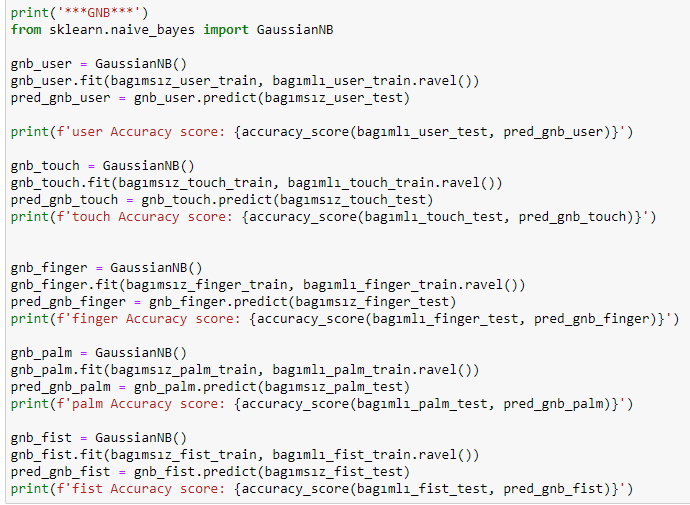 print('***GNB***')
from sklearn.naive_bayes import GaussianNB
gnb_user = GaussianNB()
gnb_user.fit(bagımsız_user_train, bagımlı_user_train.ravel())
pred_gnb_user = gnb_user.predict(bagımsız_user_test)
print(f'user Accuracy score: {accuracy_score(bagımlı_user_test, pred_gnb_user)}')
gnb_touch = GaussianNB()
gnb_touch.fit(bagımsız_touch_train, bagımlı_touch_train.ravel())
pred_gnb_touch = gnb_touch.predict(bagımsız_touch_test)
print(f'touch Accuracy score: {accuracy_score(bagımlı_touch_test, pred_gnb_touch)}')
gnb_finger = GaussianNB()
gnb_finger.fit(bagımsız_finger_train, bagımlı_finger_train.ravel())
pred_gnb_finger = gnb_finger.predict(bagımsız_finger_test)
print(f'finger Accuracy score: {accuracy_score(bagımlı_finger_test, pred_gnb_finger)}')
gnb_palm = GaussianNB()
gnb_palm.fit(bagımsız_palm_train, bagımlı_palm_train.ravel())
pred_gnb_palm = gnb_palm.predict(bagımsız_palm_test)
print(f'palm Accuracy score: {accuracy_score(bagımlı_palm_test, pred_gnb_palm)}')
gnb_fist = GaussianNB()
gnb_fist.fit(bagımsız_fist_train, bagımlı_fist_train.ravel())
pred_gnb_fist = gnb_fist.predict(bagımsız_fist_test)
print(f'fist Accuracy score: {accuracy_score(bagımlı_fist_test, pred_gnb_fist)}')